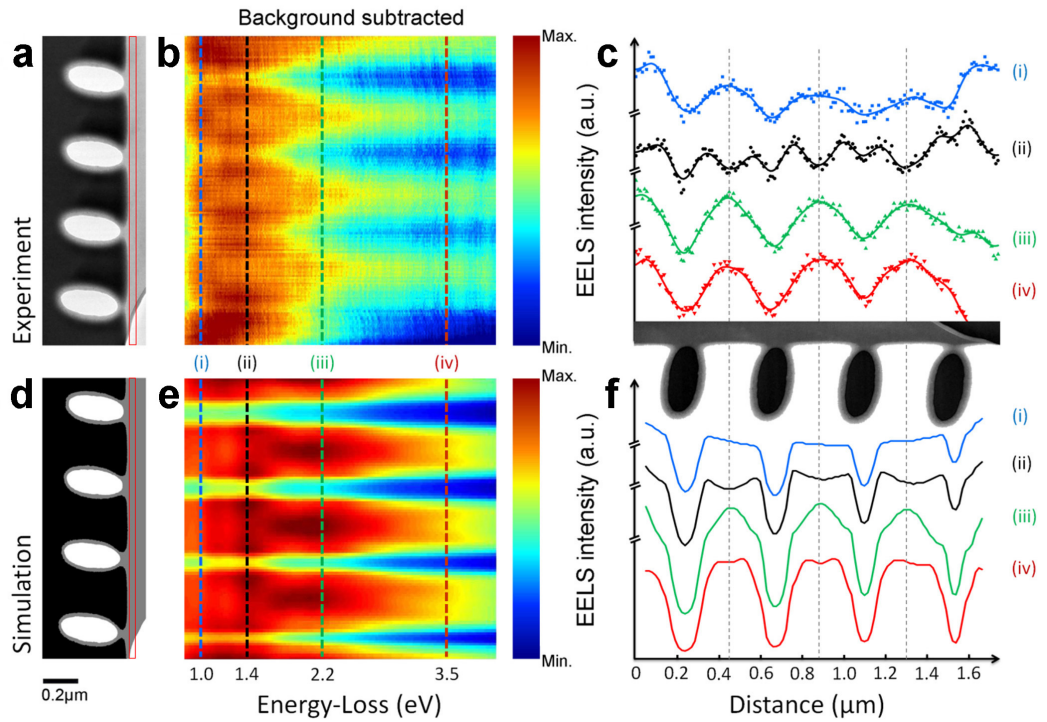 Background subtracted
a
b
c
Max.
Min.
Experiment
EELS intensity (a.u.)
(i)
(ii)
(iii)
(iv)
(i)
(ii)
(iii)
(iv)
d
e
f
Max.
Min.
Simulation
EELS intensity (a.u.)
(i)
(ii)
(iii)
(iv)
0.2µm
1.0
1.4
2.2
3.5
Energy-Loss (eV)
0
0.2
0.4
0.6
0.8
1.0
1.2
1.4
1.6
Distance (µm)